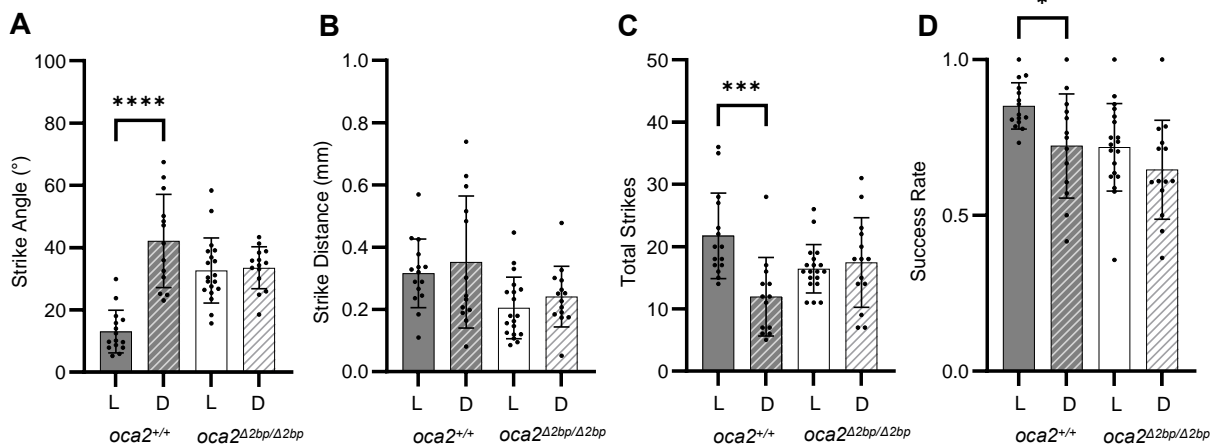 A
B
C
D
Strike Angle (°)
100
80
60
40
20
0
****
L D L D
oca2+/+ oca2Δ2bp/Δ2bp
Strike Distance (mm)
1.0
0.8
0.6
0.4
0.2
0.0
L D L D
oca2+/+ oca2Δ2bp/Δ2bp
Total Strikes
50
40
30
20
10
0
***
L D L D
oca2+/+ oca2Δ2bp/Δ2bp
Success Rate
1.0
0.5
0.0
*
L D L D
oca2+/+ oca2Δ2bp/Δ2bp